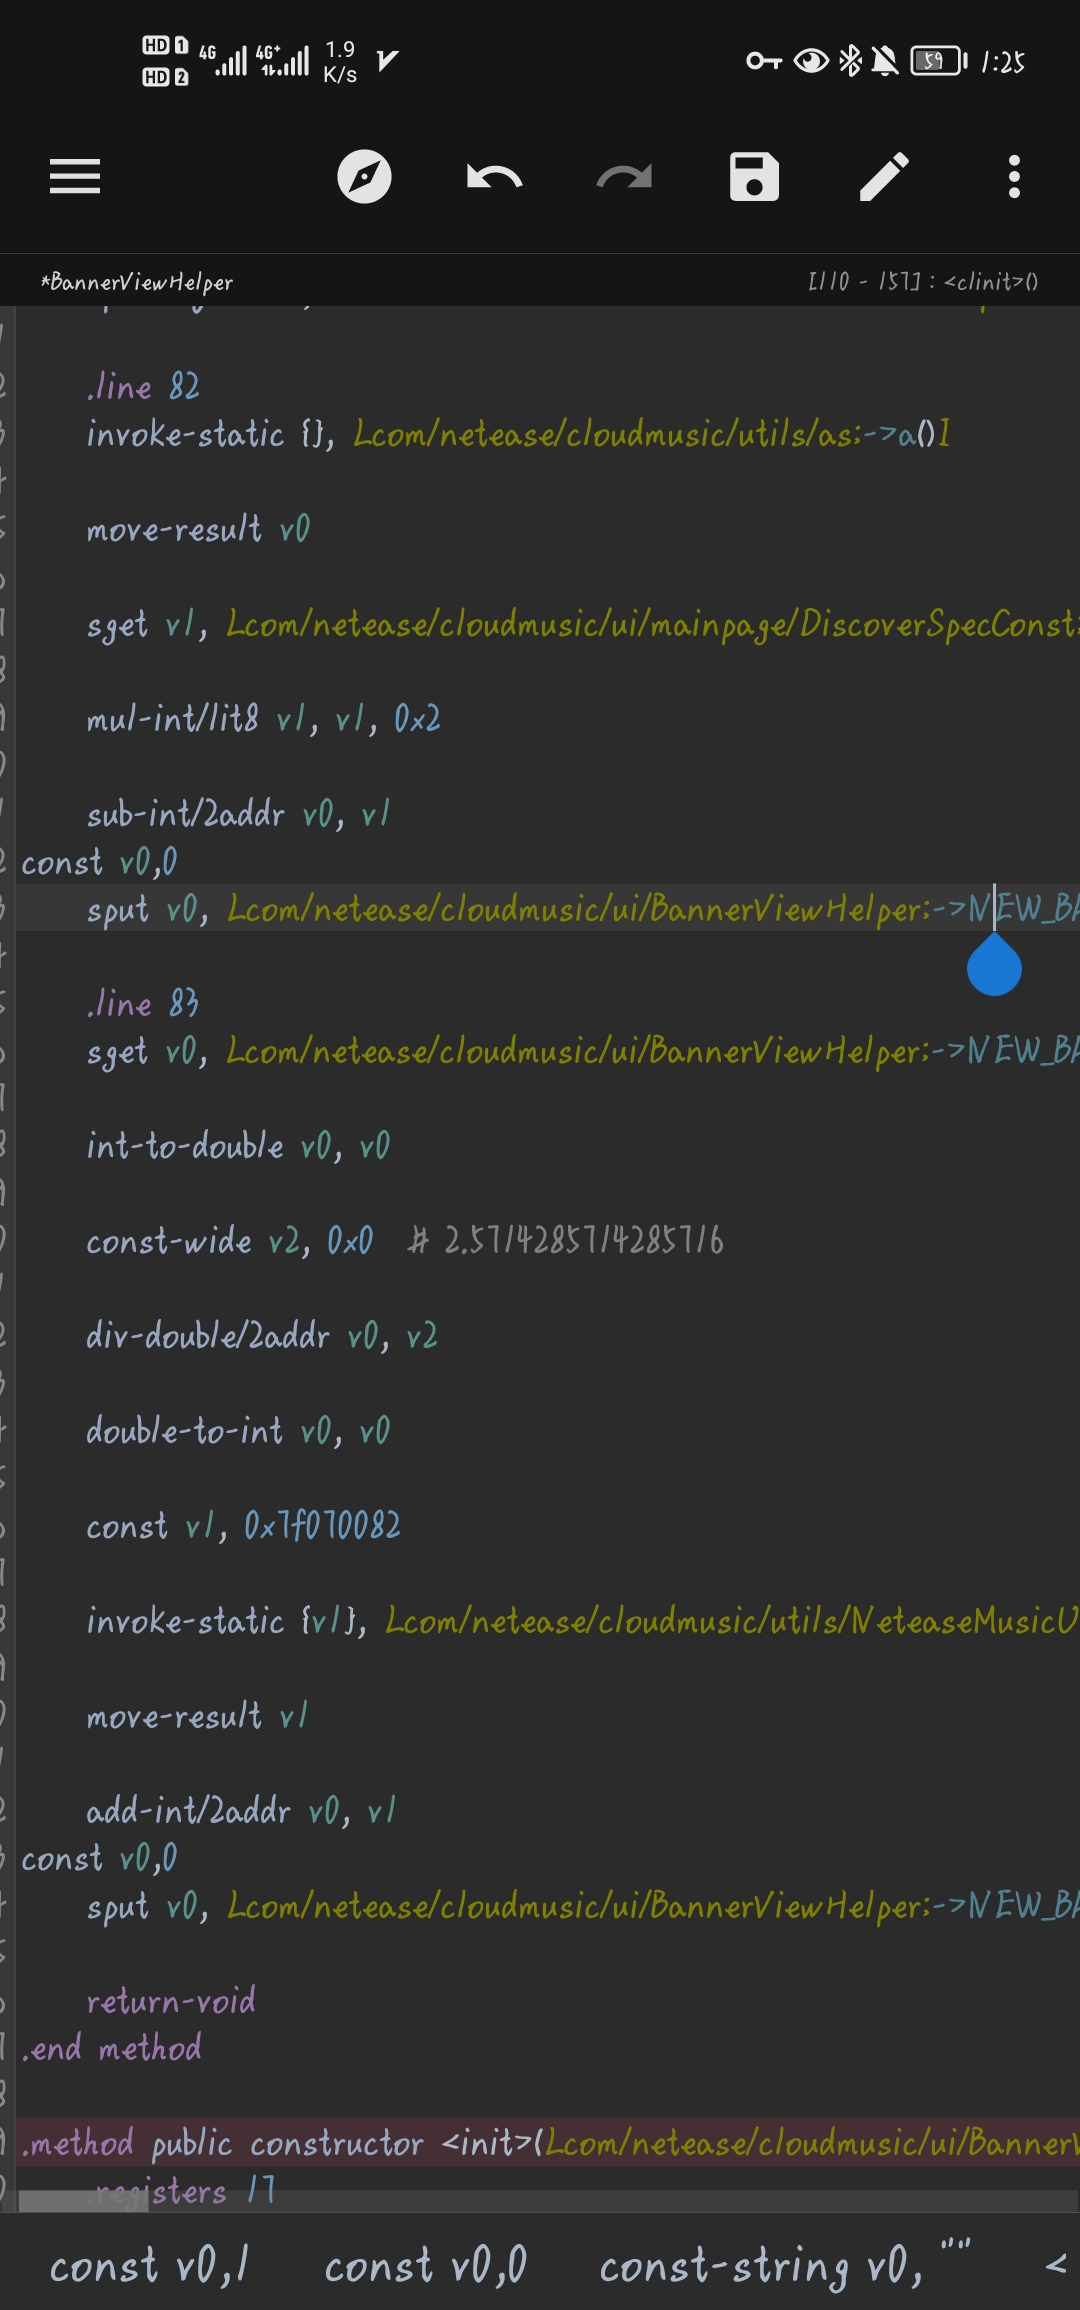 HD 1 4G 4G+ 1.9 K/s 59 1:25
HD 2
*BannerViewHelper [110 - 157] : <clinit>()
.line 82
invoke-static {}, Lcom/netease/cloudmusic/utils/as;->a()I
move-result v0
sget v1, Lcom/netease/cloudmusic/ui/mainpage/DiscoverSpecConst;
mul-int/lit8 v1, v1, 0x2
sub-int/2addr v0, v1
const v0,0
sput v0, Lcom/netease/cloudmusic/ui/BannerViewHelper;->NEW_BA
.line 83
sget v0, Lcom/netease/cloudmusic/ui/BannerViewHelper;->NEW_BA
int-to-double v0, v0
const-wide v2, 0x0 # 2.5714285714285716
div-double/2addr v0, v2
double-to-int v0, v0
const v1, 0x7f070082
invoke-static {v1}, Lcom/netease/cloudmusic/utils/NeteaseMusicU
move-result v1
add-int/2addr v0, v1
const v0,0
sput v0, Lcom/netease/cloudmusic/ui/BannerViewHelper;->NEW_BA
return-void
.end method
.method public constructor <init>(Lcom/netease/cloudmusic/ui/BannerV
.registers 17
const v0,1 const v0,0 const-string v0, "" <